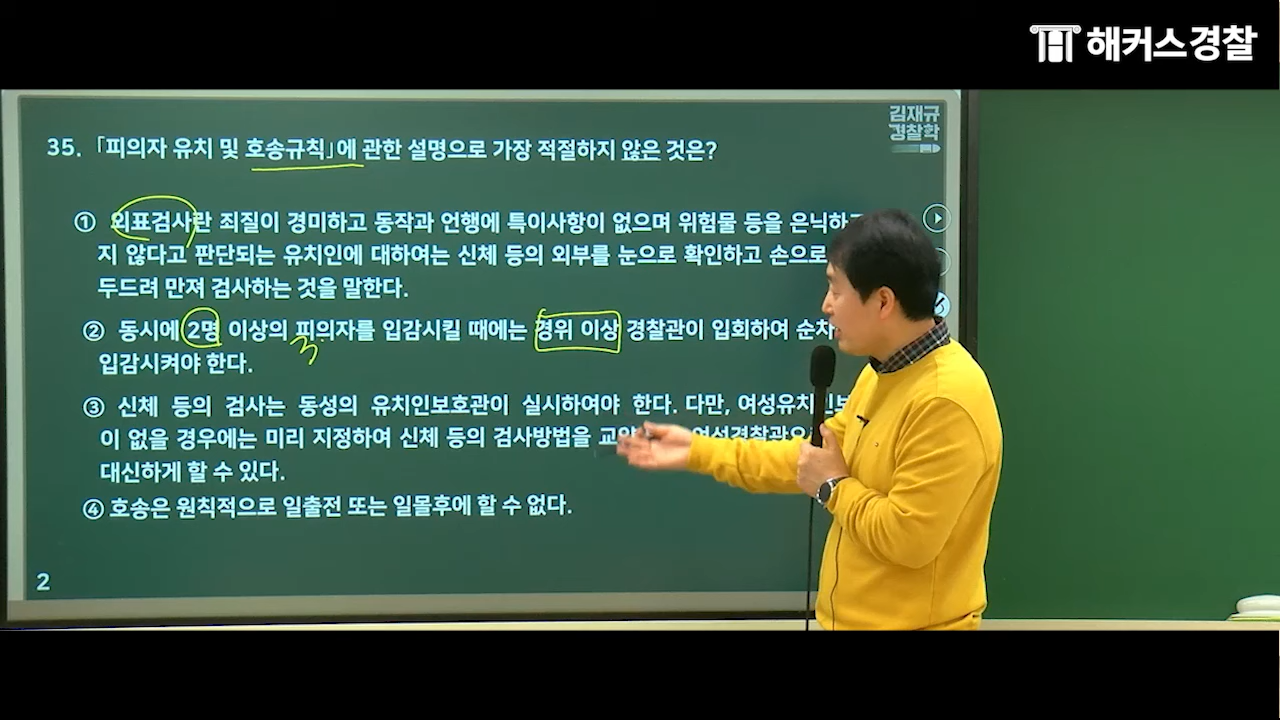 해커스경찰
김재규
경찰학
35. 「피의자 유치 및 호송규칙」에 관한 설명으로 가장 적절하지 않은 것은?
① 외표검사란 죄질이 경미하고 동작과 언행에 특이사항이 없으며 위험물 등을 은닉하고
지 않다고 판단되는 유치인에 대하여는 신체 등의 외부를 눈으로 확인하고 손으로
두드려 만져 검사하는 것을 말한다.
② 동시에 2명 이상의 피의자를 입감시킬 때에는 경위 이상 경찰관이 입회하여 순차
3
입감시켜야 한다.
③ 신체 등의 검사는 동성의 유치인보호관이 실시하여야 한다. 다만, 여성유치인보
이 없을 경우에는 미리 지정하여 신체 등의 검사방법을 교양 여성경찰관으
대신하게 할 수 있다.
④ 호송은 원칙적으로 일출전 또는 일몰후에 할 수 없다.
2